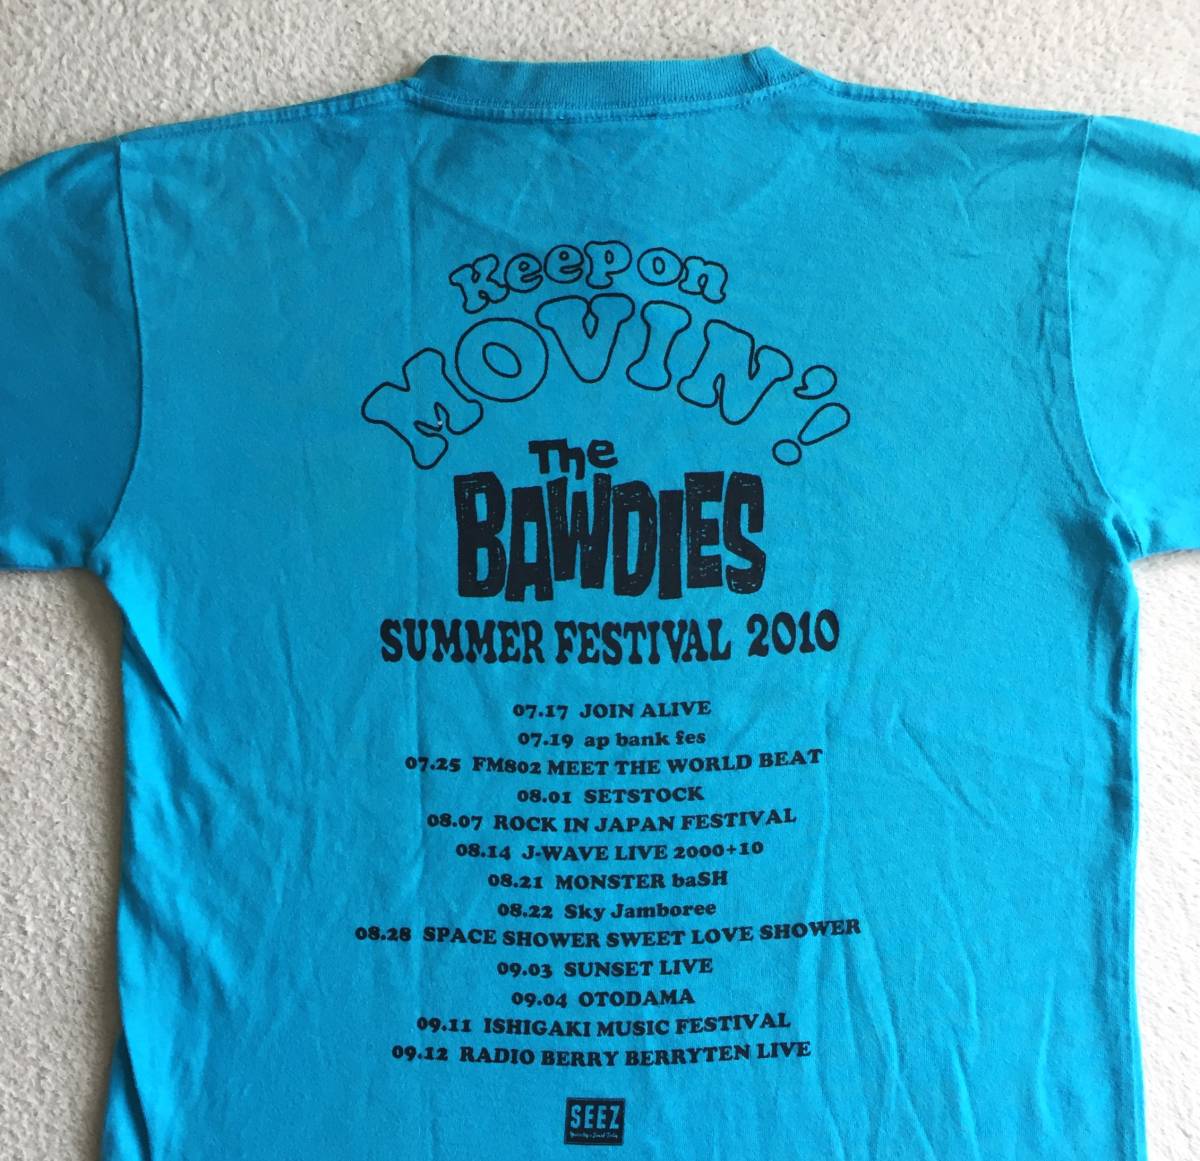 Keep on
MOVIN'!
The
BAWDIES
SUMMER FESTIVAL 2010
07.17 JOIN ALIVE
07.19 ap bank fes
07.25 FM802 MEET THE WORLD BEAT
08.01 SETSTOCK
08.07 ROCK IN JAPAN FESTIVAL
08.14 J-WAVE LIVE 2000+10
08.21 MONSTER baSH
08.22 Sky Jamboree
08.28 SPACE SHOWER SWEET LOVE SHOWER
09.03 SUNSET LIVE
09.04 OTODAMA
09.11 ISHIGAKI MUSIC FESTIVAL
09.12 RADIO BERRY BERRYTEN LIVE
SEEZ